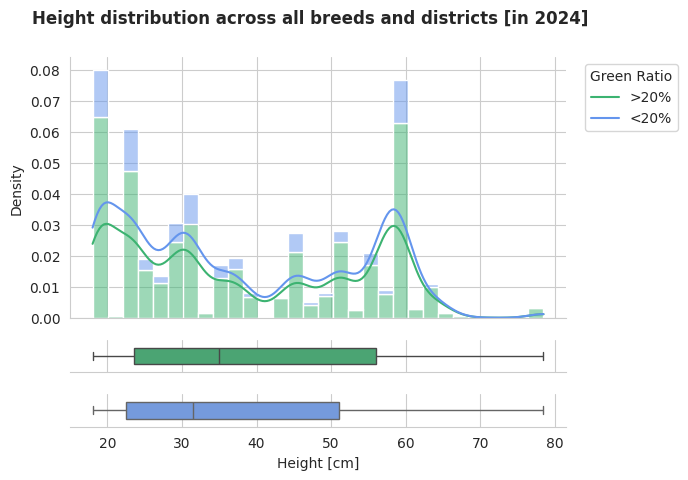 Height distribution across all breeds and districts [in 2024]
Green Ratio
>20%
<20%
Density
0.08
0.07
0.06
0.05
0.04
0.03
0.02
0.01
0.00
20 30 40 50 60 70 80
Height [cm]